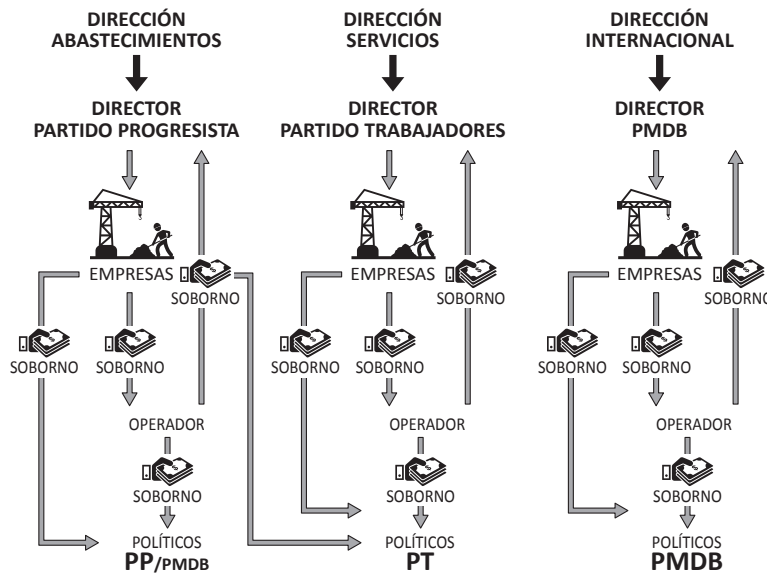 DIRECCIÓN
ABASTECIMIENTOS
DIRECTOR
PARTIDO PROGRESISTA
EMPRESAS
SOBORNO
SOBORNO
SOBORNO
OPERADOR
SOBORNO
POLÍTICOS
PP/PMDB
DIRECCIÓN
SERVICIOS
DIRECTOR
PARTIDO TRABAJADORES
EMPRESAS
SOBORNO
SOBORNO
SOBORNO
OPERADOR
SOBORNO
POLÍTICOS
PT
DIRECCIÓN
INTERNACIONAL
DIRECTOR
PMDB
EMPRESAS
SOBORNO
SOBORNO
SOBORNO
OPERADOR
SOBORNO
POLÍTICOS
PMDB